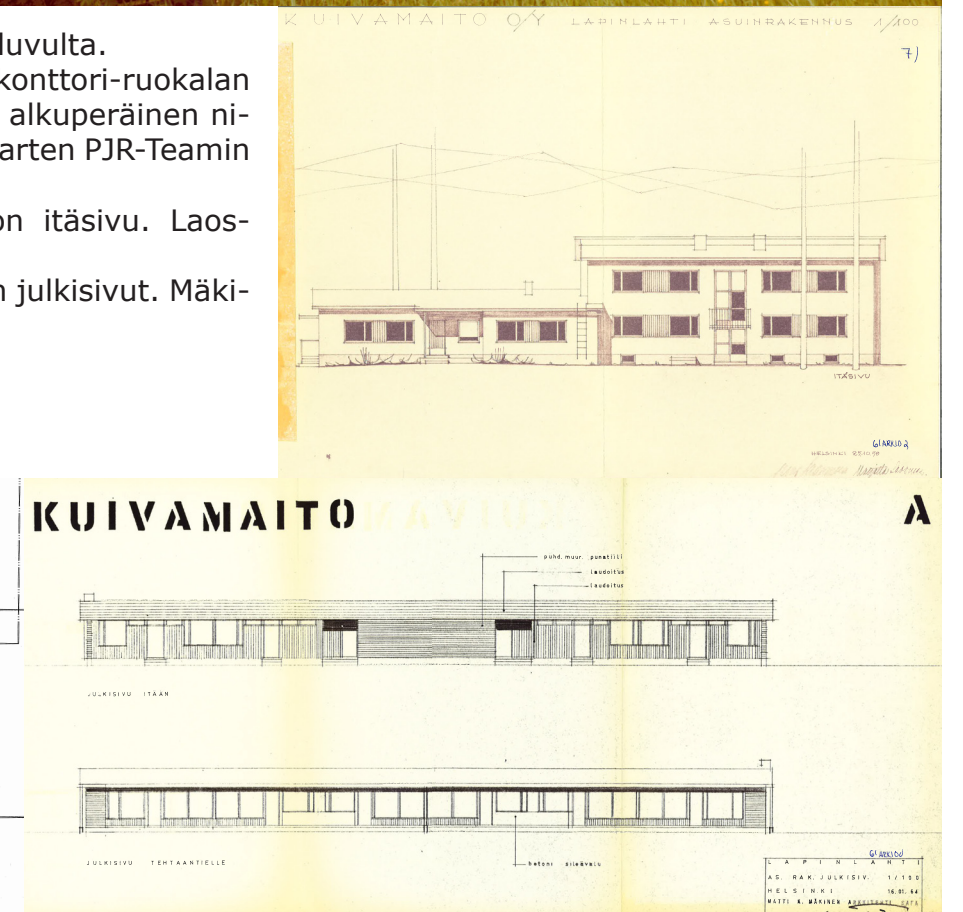 luvulta.
konttori-ruokalan
alkuperäinen ni-
arten PJR-Teamin
on itäsivu. Laos-
n julkisivut. Mäki-
KUIVAMAITO O/Y LAPINLAHTI ASUINRAKENNUS 1/100
7)
ITÄSIVU
G1ARKID2
HELSINKI
KUIVAMAITO A
puhd. muur. punatiili
laudoitus
laudoitus
JULKISIVU ITÄÄN
JULKISIVU TEHTAANTIELLE
betoni sileävalu
LAPINLAHTI
AS. RAK. JULKISIV. 1/100
HELSINKI 16.01.64
MATTI K. MÄKINEN ARKKITEHTI SAFA